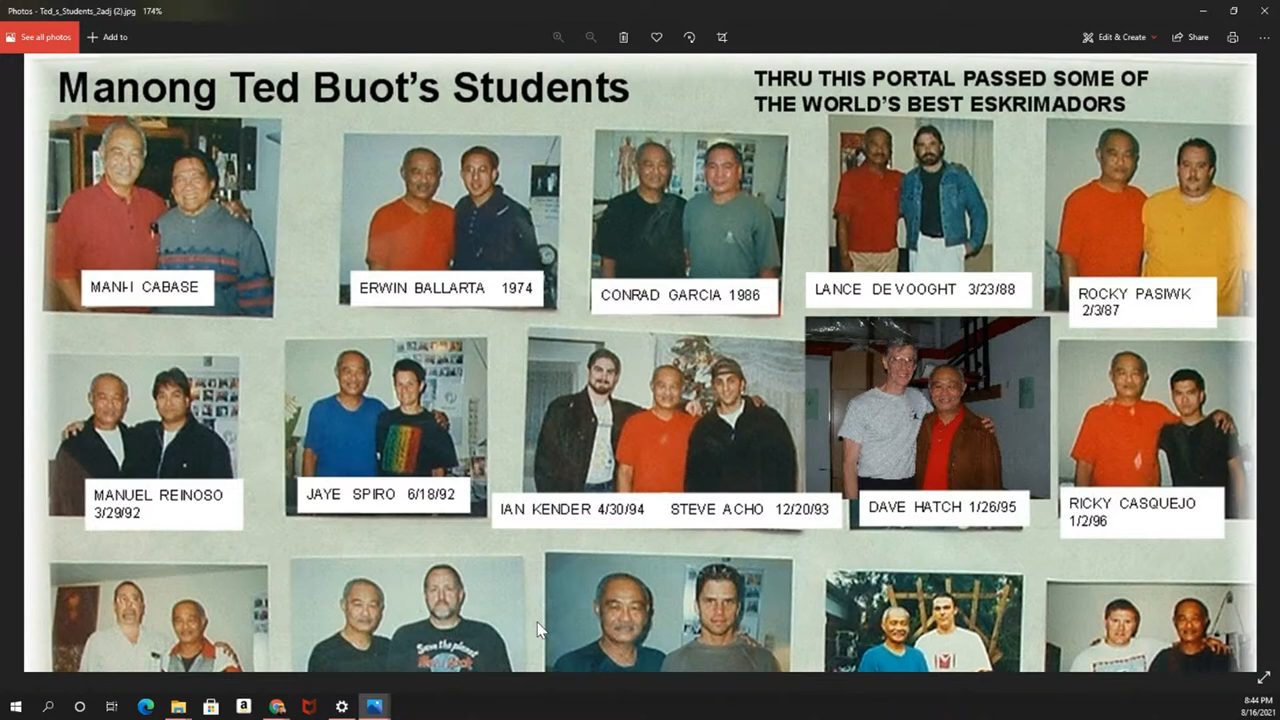 Photos - Ted_s_Students_2adj (2).jpg 174%
See all photos
Add to
Edit & Create
Share
Manong Ted Buot's Students
THRU THIS PORTAL PASSED SOME OF
THE WORLD'S BEST ESKRIMADORS
CABASE
ERWIN BALLARTA 1974
CONRAD GARCIA 1986
LANCE DE VOOGHT 3/23/88
ROCKY PASIWK
2/3/87
MANUEL REINOSO
3/29/92
JAYE SPIRO 6/18/92
IAN KENDER 4/30/94 STEVE ACHO 12/20/93
DAVE HATCH 1/26/95
RICKY CASQUEJO
1/2/96
Save the planet
8:44 PM
8/16/2021